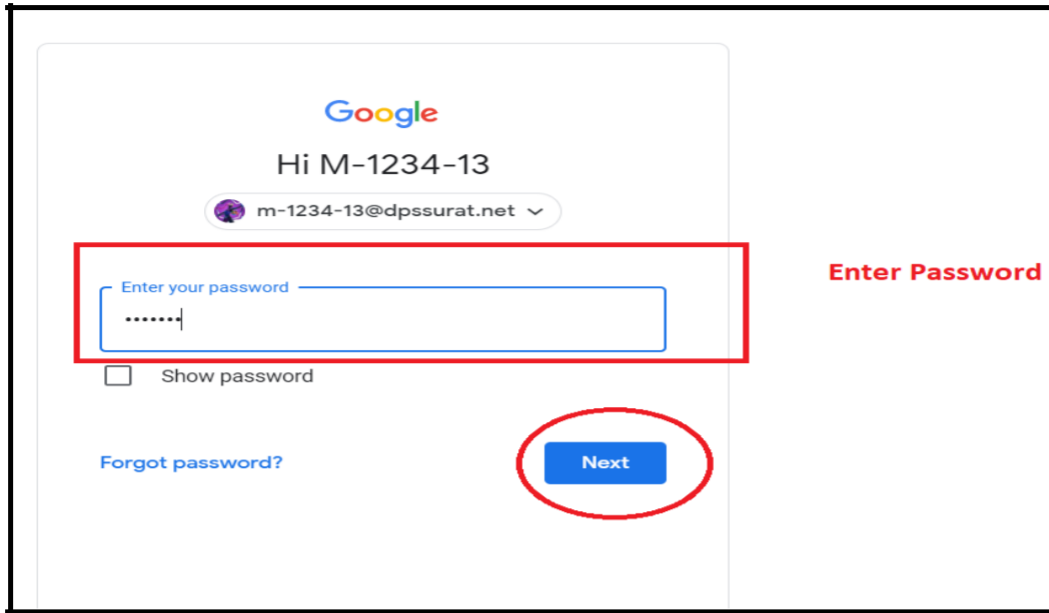 Google
Hi M-1234-13
m-1234-13@dpssurat.net
Enter your password
•••••••
Show password
Forgot password?
Next
Enter Password